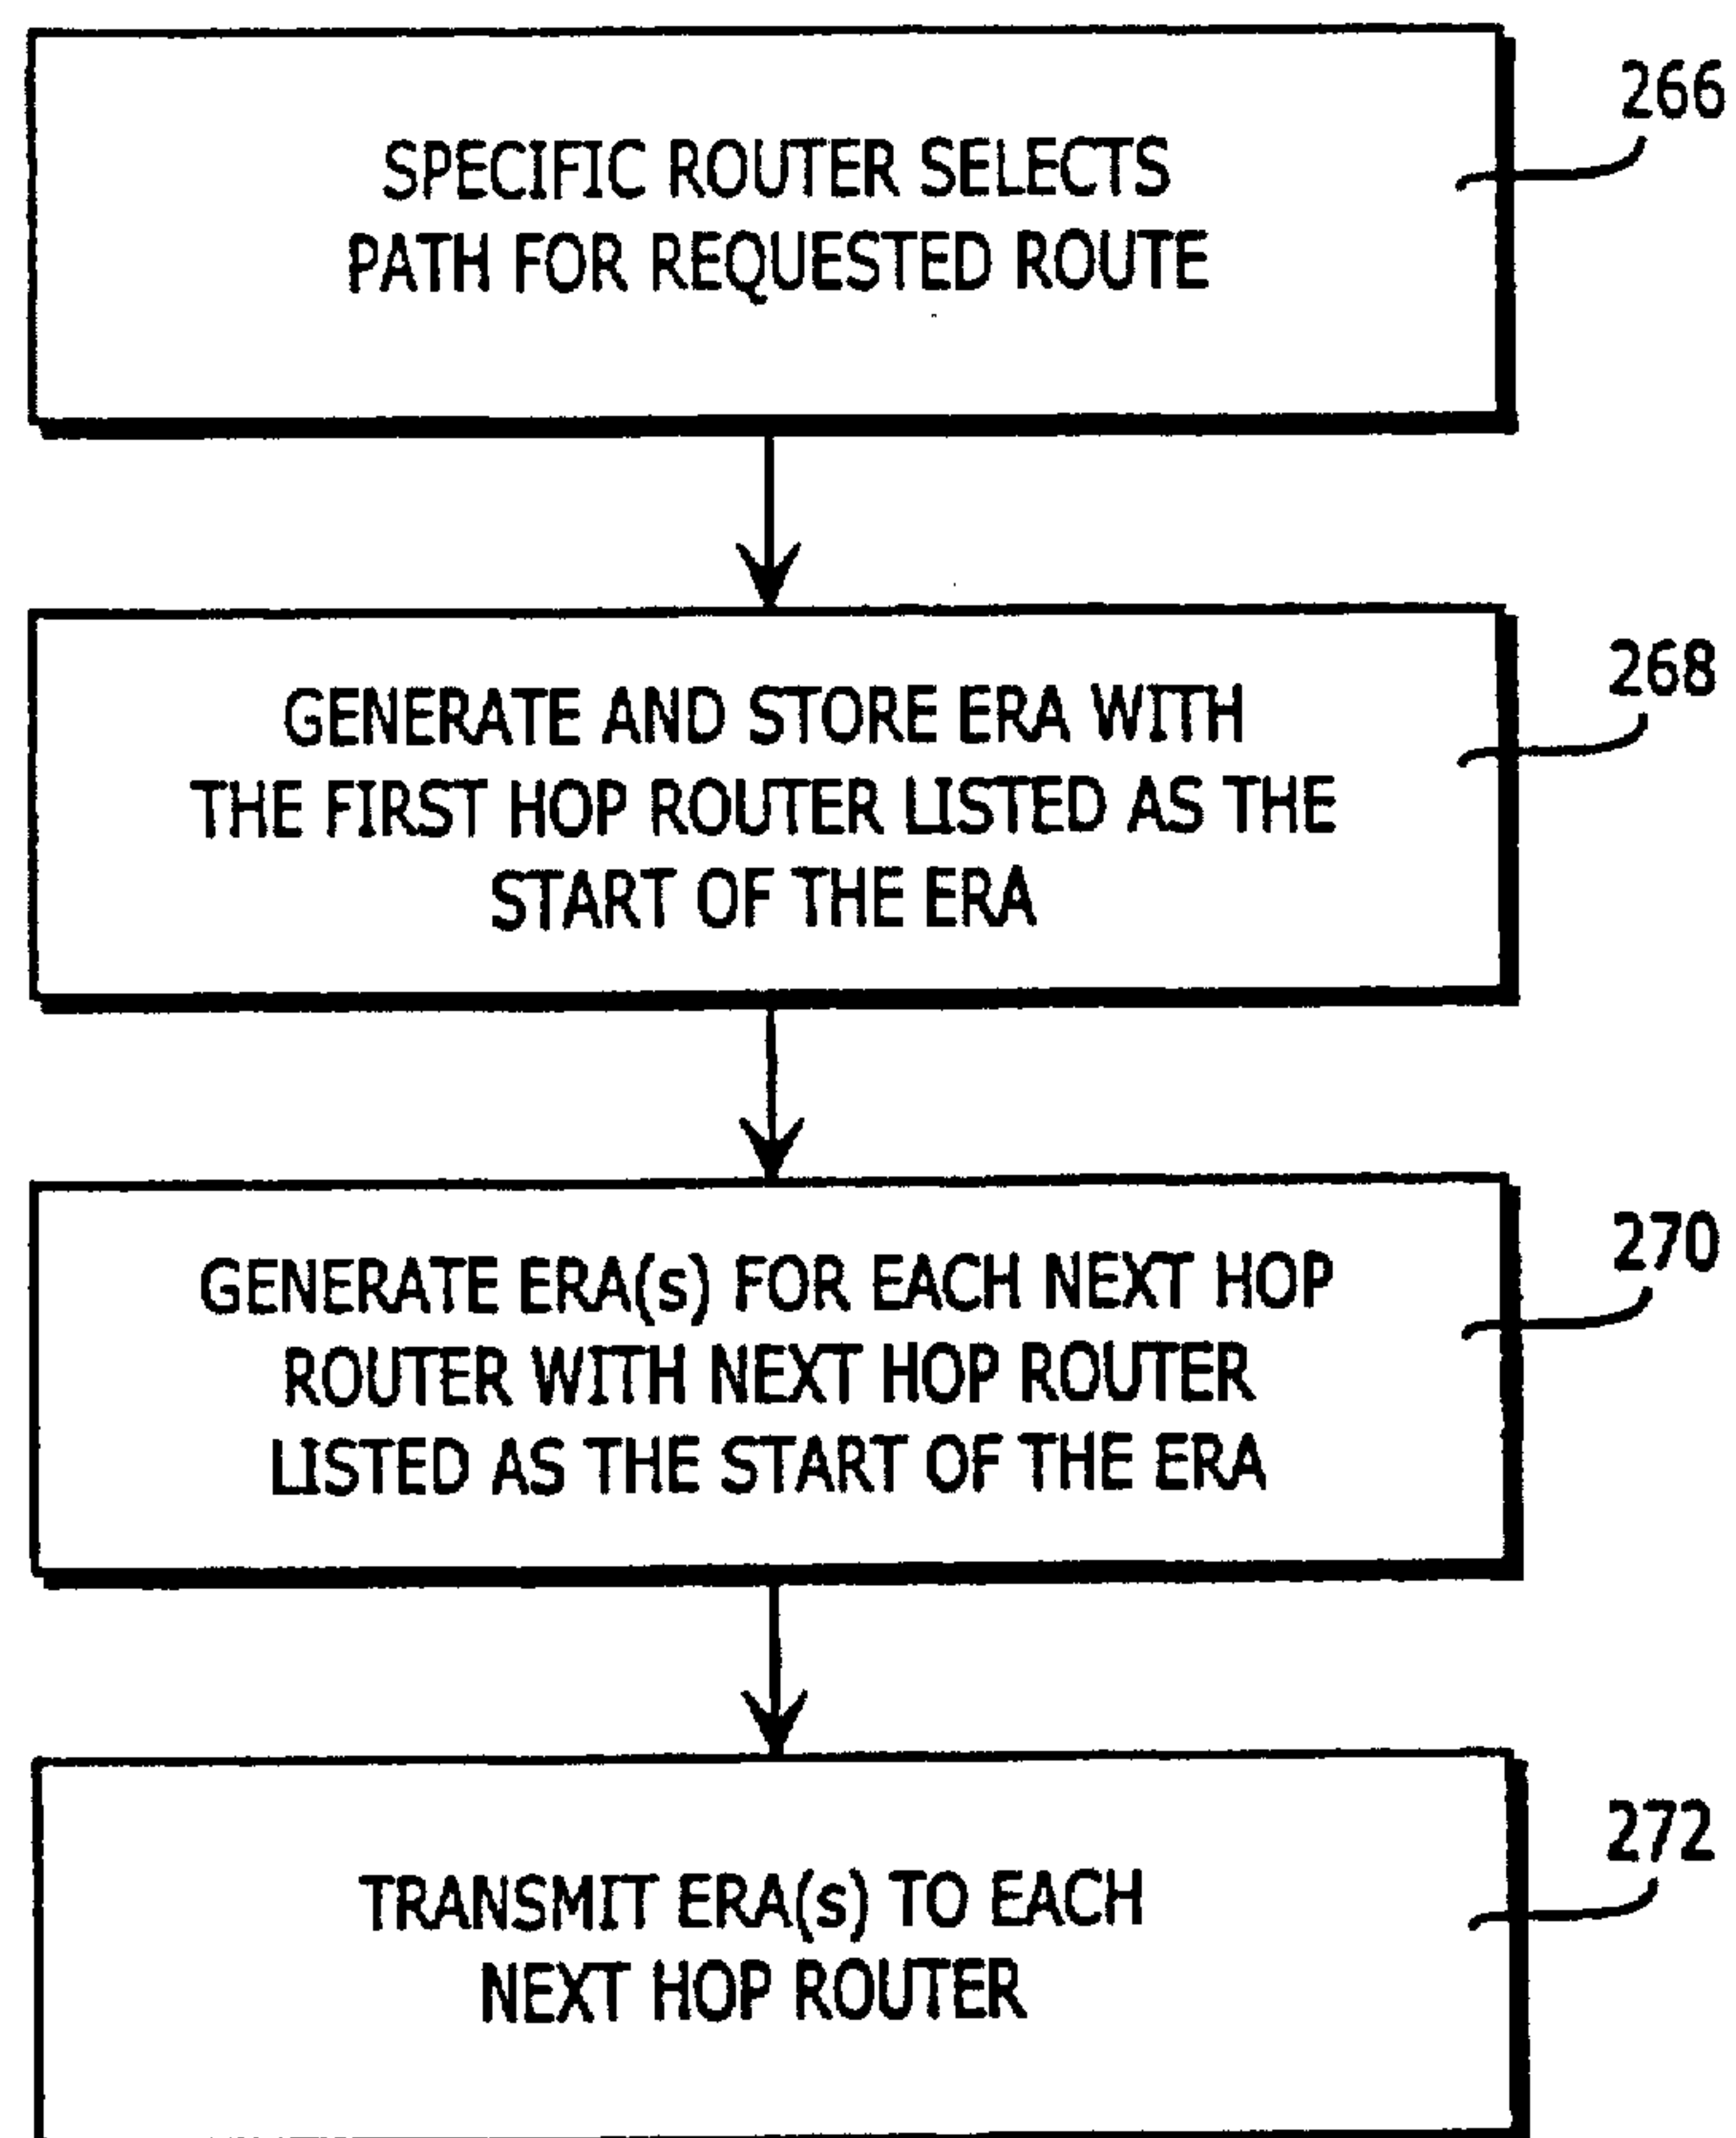 266
SPECIFIC ROUTER SELECTS
PATH FOR REQUESTED ROUTE
268
GENERATE AND STORE ERA WITH
THE FIRST HOP ROUTER LISTED AS THE
START OF THE ERA
270
GENERATE ERA(s) FOR EACH NEXT HOP
ROUTER WITH NEXT HOP ROUTER
LISTED AS THE START OF THE ERA
272
TRANSMIT ERA(s) TO EACH
NEXT HOP ROUTER